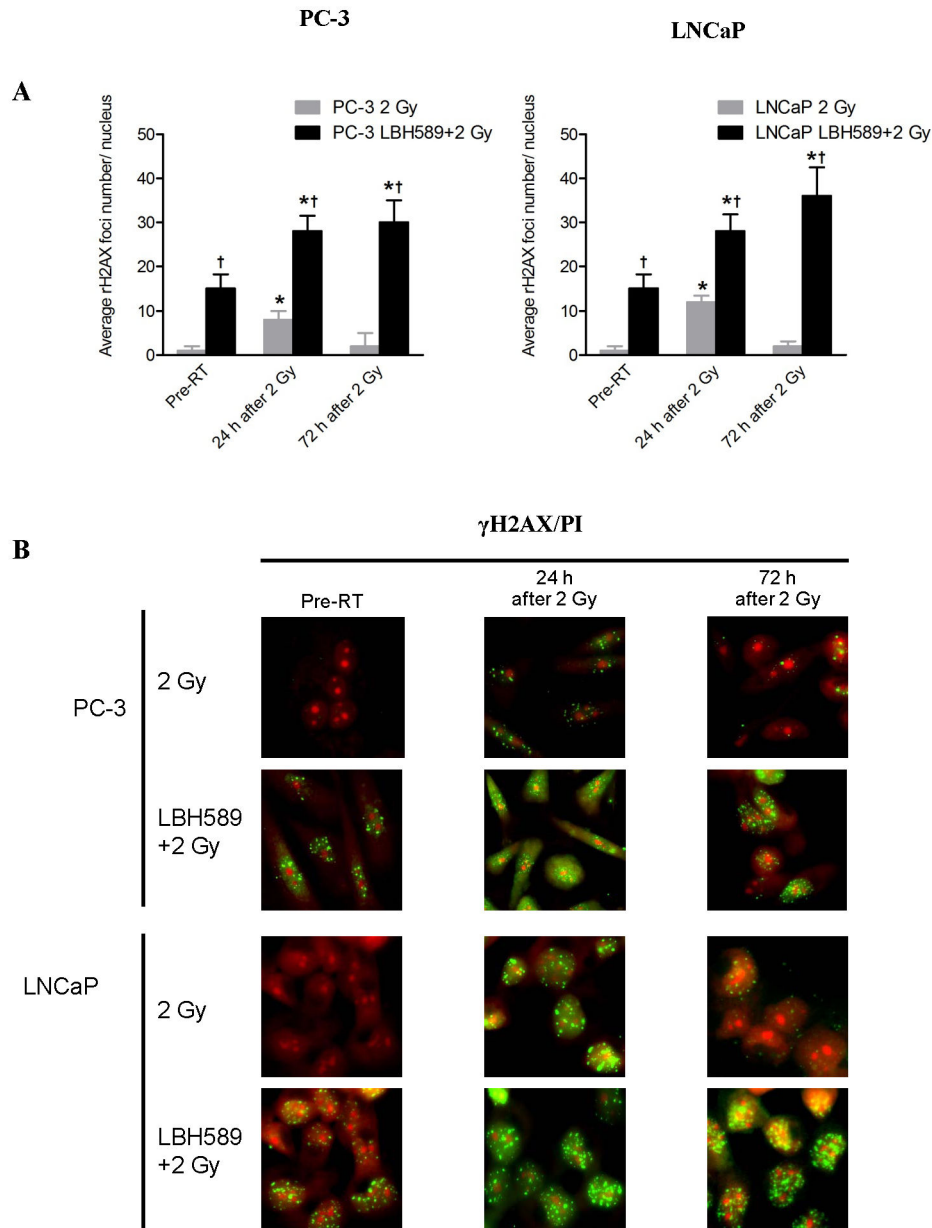 PC-3
LNCaP
A
PC-3 2 Gy
PC-3 LBH589+2 Gy
Average rH2AX foci number/ nucleus
50
40
30
20
10
0
†
*
*†
*†
Pre-RT
24 h after 2 Gy
72 h after 2 Gy
LNCaP 2 Gy
LNCaP LBH589+2 Gy
Average rH2AX foci number/ nucleus
50
40
30
20
10
0
†
*
*†
*†
Pre-RT
24 h after 2 Gy
72 h after 2 Gy
B
γH2AX/PI
Pre-RT
24 h
after 2 Gy
72 h
after 2 Gy
PC-3
2 Gy
LBH589
+2 Gy
LNCaP
2 Gy
LBH589
+2 Gy